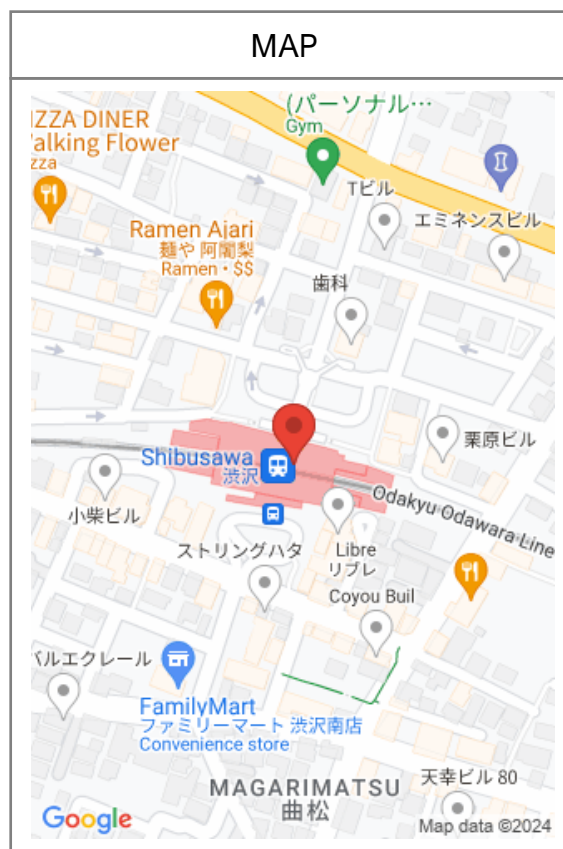 MAP
(パーソナル…
Gym
IZZA DINER
alking Flower
zza
Tビル
エミネンスビル
Ramen Ajari
麺や 阿闍梨
Ramen・$$
歯科
栗原ビル
Shibusawa
渋沢
Odakyu Odawara Line
小柴ビル
ストリングハタ
Libre
リブレ
Coyou Buil
バルエクレール
FamilyMart
ファミリーマート 渋沢南店
Convenience store
MAGARIMATSU
曲松
天幸ビル 80
Google
Map data ©2024